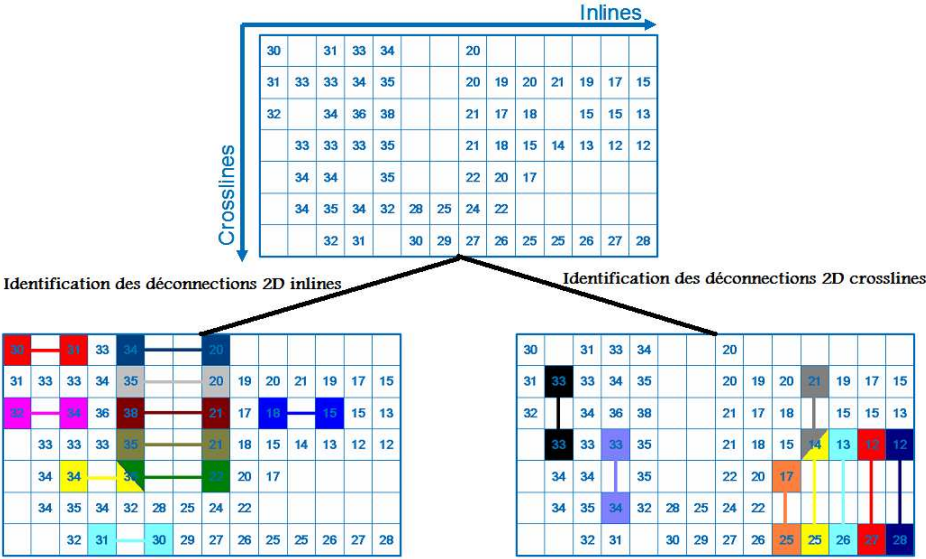 Inlines
Crosslines
30 31 33 34 20
31 33 33 34 35 20 19 20 21 19 17 15
32 34 36 38 21 17 18 15 15 13
33 33 33 35 21 18 15 14 13 12 12
34 34 35 22 20 17
34 35 34 32 28 25 24 22
32 31 30 29 27 26 25 25 26 27 28
Identification des déconnections 2D inlines
30 31 33 34 20
31 33 33 34 35 20 19 20 21 19 17 15
32 34 36 38 21 17 18 15 15 13
33 33 33 35 21 18 15 14 13 12 12
34 34 35 22 20 17
34 35 34 32 28 25 24 22
32 31 30 29 27 26 25 25 26 27 28
Identification des déconnections 2D crosslines
30 31 33 34 20
31 33 33 34 35 20 19 20 21 19 17 15
32 34 36 38 21 17 18 15 15 13
33 33 33 35 21 18 15 14 13 12 12
34 34 35 22 20 17
34 35 34 32 28 25 24 22
32 31 30 29 27 26 25 25 26 27 28